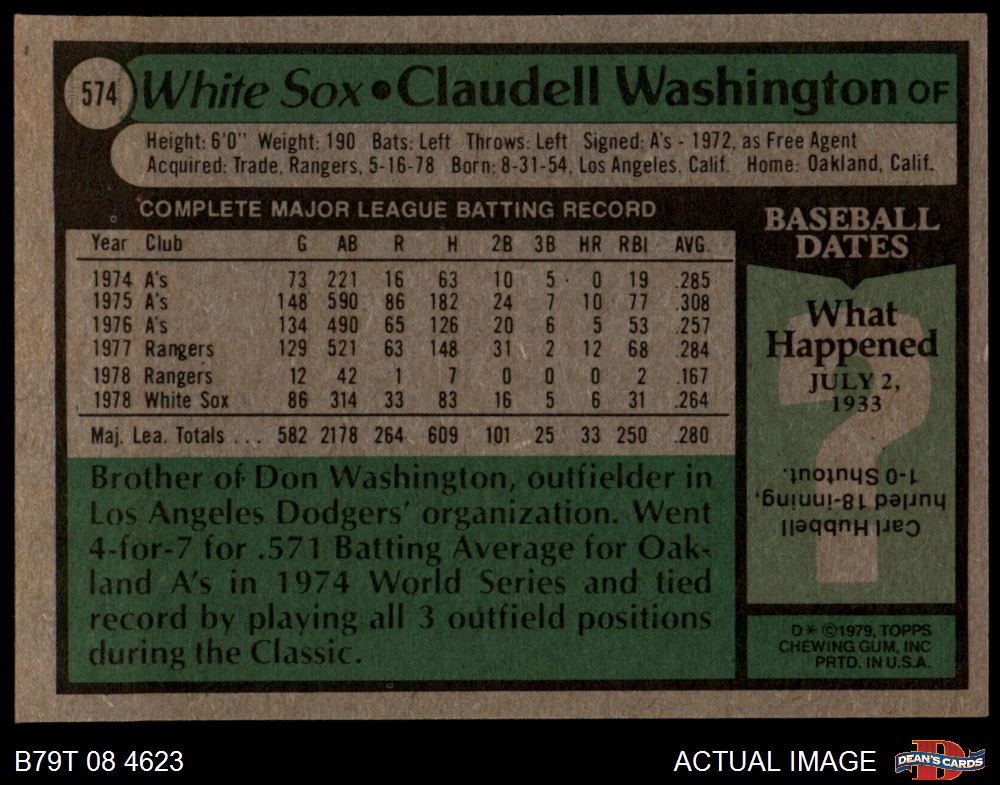 574 White Sox • Claudell Washington OF
Height: 6'0" Weight: 190 Bats: Left Throws: Left Signed: A's - 1972, as Free Agent
Acquired: Trade, Rangers, 5-16-78 Born: 8-31-54, Los Angeles, Calif. Home: Oakland, Calif.
COMPLETE MAJOR LEAGUE BATTING RECORD
Year Club G AB R H 2B 3B HR RBI AVG.
1974 A's 73 221 16 63 10 5 0 19 .285
1975 A's 148 590 86 182 24 7 10 77 .308
1976 A's 134 490 65 126 20 6 5 53 .257
1977 Rangers 129 521 63 148 31 2 12 68 .284
1978 Rangers 12 42 1 7 0 0 0 2 .167
1978 White Sox 86 314 33 83 16 5 6 31 .264
Maj. Lea. Totals . . . 582 2178 264 609 101 25 33 250 .280
Brother of Don Washington, outfielder in
Los Angeles Dodgers' organization. Went
4-for-7 for .571 Batting Average for Oak-
land A's in 1974 World Series and tied
record by playing all 3 outfield positions
during the Classic.
BASEBALL
DATES
What
Happened
JULY 2,
1933
?
Carl Hubbell
hurled 18-inning,
1-0 Shutout.
D* ©1979, TOPPS
CHEWING GUM, INC
PRTD. IN U.S.A.
B79T 08 4623
ACTUAL IMAGE
D
DEAN'S CARDS